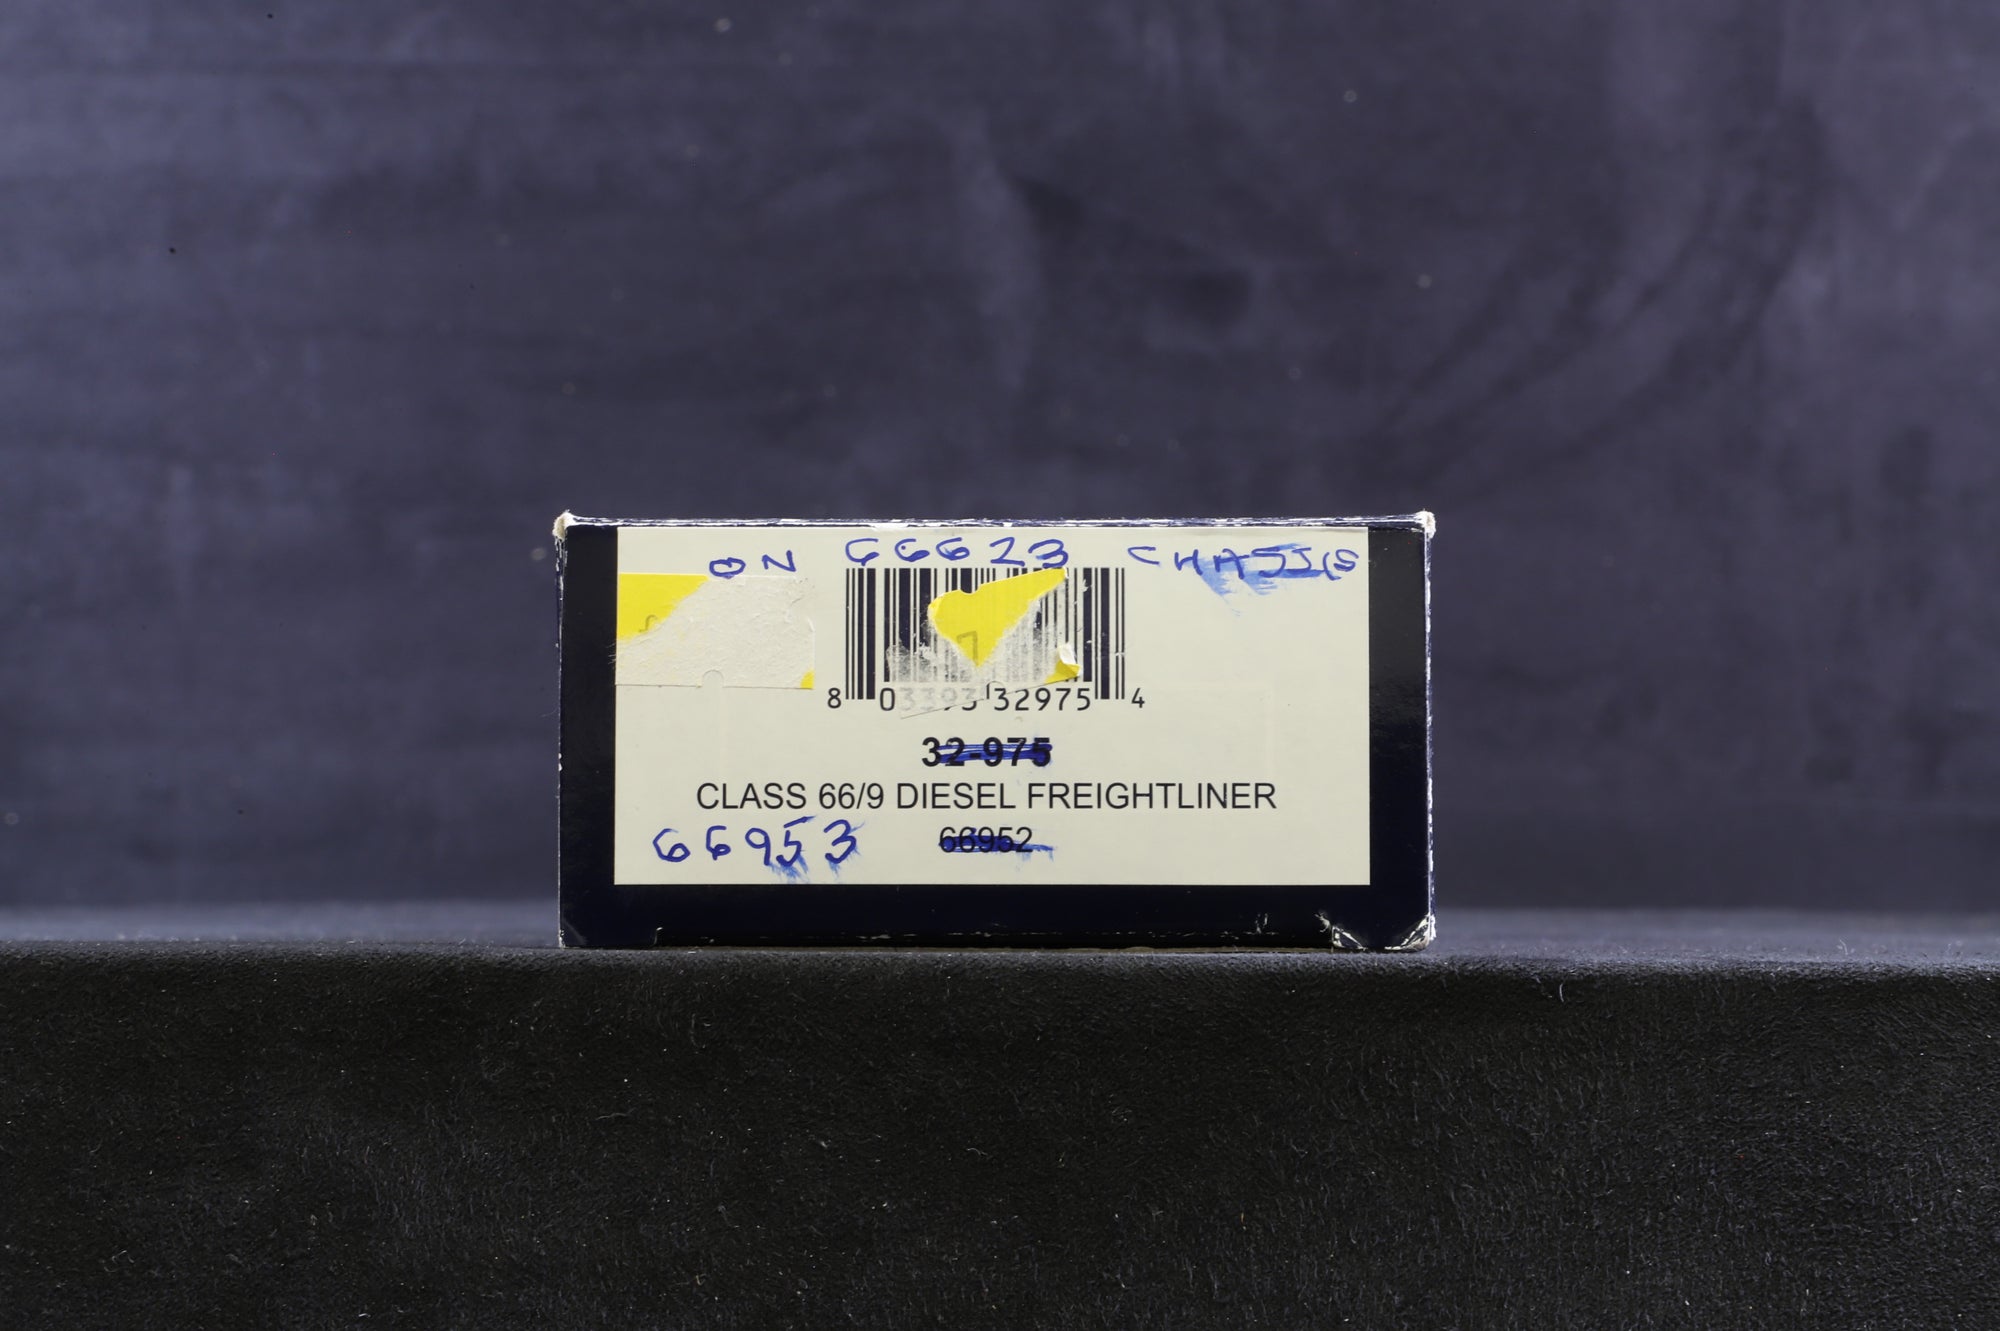 ON 66623 CHASSIS
8 03393 32975 4
32-975
CLASS 66/9 DIESEL FREIGHTLINER
66953 66952